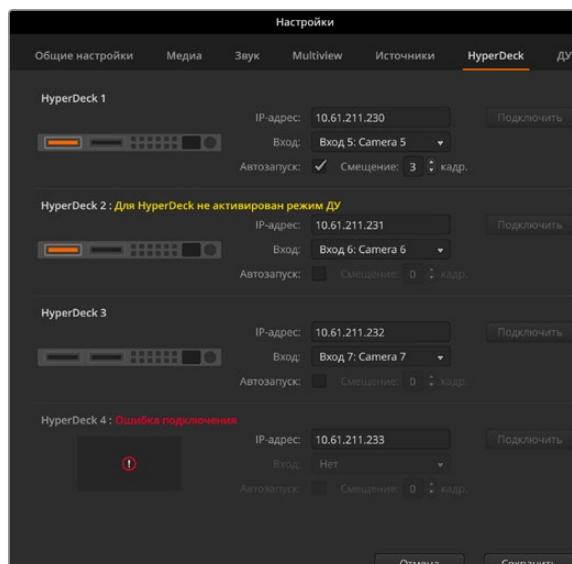 Настройки
Общие настройки Медиа Звук Multiview Источники HyperDeck ДУ
HyperDeck 1
IP-адрес: 10.61.211.230 Подключить
Вход: Вход 5: Camera 5
Автозапуск: Смещение: 3 кадр.
HyperDeck 2 : Для HyperDeck не активирован режим ДУ
IP-адрес: 10.61.211.231 Подключить
Вход: Вход 6: Camera 6
Автозапуск: Смещение: 0 кадр.
HyperDeck 3
IP-адрес: 10.61.211.232 Подключить
Вход: Вход 7: Camera 7
Автозапуск: Смещение: 0 кадр.
HyperDeck 4 : Ошибка подключения
IP-адрес: 10.61.211.233 Подключить
Вход: Нет
Автозапуск: Смещение: 0 кадр.
Отмена Сохранить